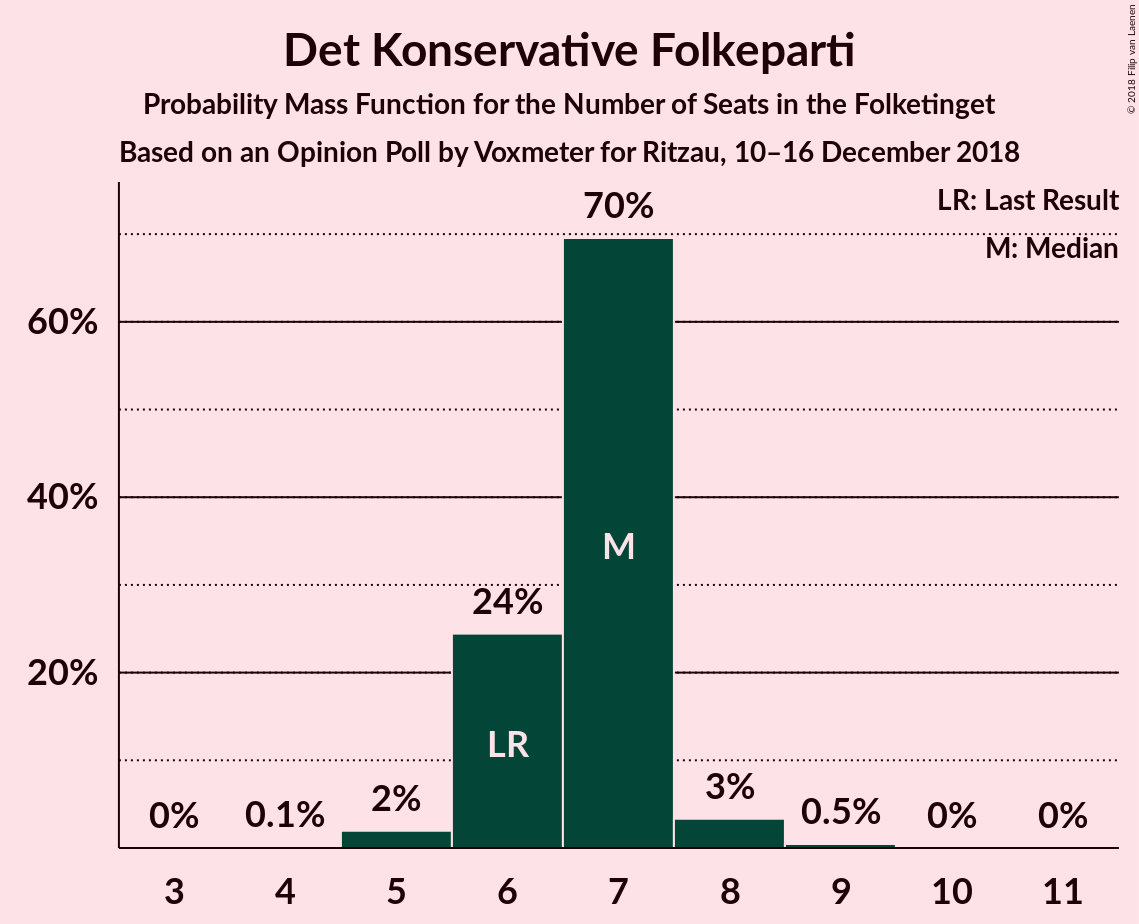 Det Konservative Folkeparti
Probability Mass Function for the Number of Seats in the Folketinget
Based on an Opinion Poll by Voxmeter for Ritzau, 10–16 December 2018
© 2018 Filip van Laenen
LR: Last Result
M: Median
70%
60%
40%
M
24%
20%
LR
0%
0.1%
2%
3%
0.5%
0%
0%
3 4 5 6 7 8 9 10 11